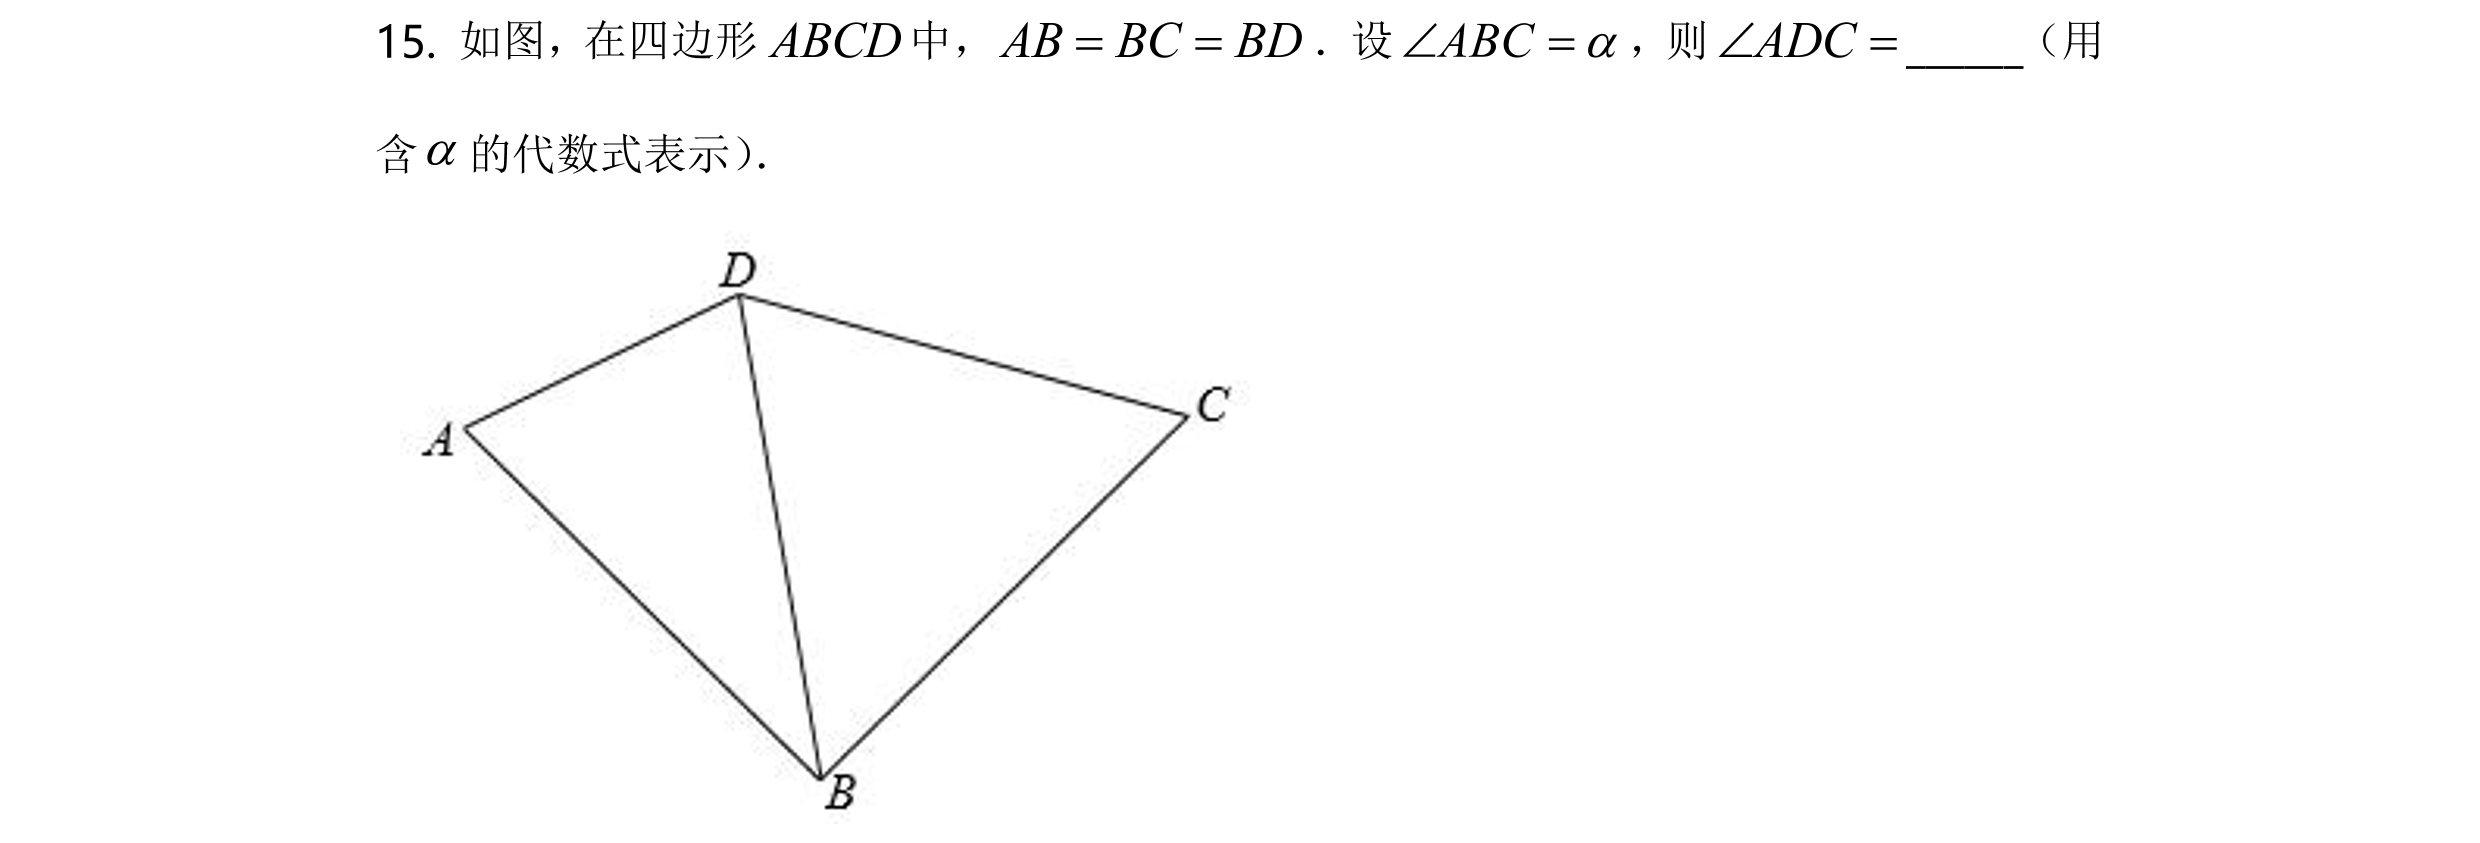 15. 如图，在四边形 ABCD 中，AB = BC = BD．设 ∠ABC = α，则 ∠ADC = ______（用
含 α 的代数式表示）．
D
C
A
B